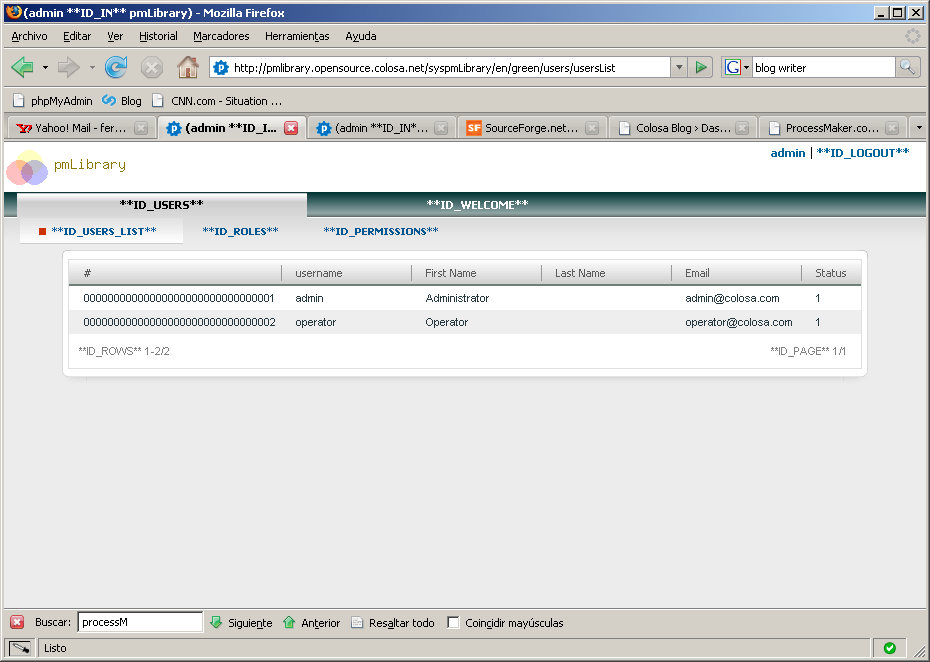 (admin **ID_IN** pmLibrary) - Mozilla Firefox
Archivo Editar Ver Historial Marcadores Herramientas Ayuda
http://pmlibrary.opensource.colosa.net/syspmLibrary/en/green/users/usersList G blog writer
phpMyAdmin Blog CNN.com - Situation ...
Yahoo! Mail - fer... (admin **ID_I... (admin **ID_IN*... SF SourceForge.net... Colosa Blog › Das... ProcessMaker.co...
pmLibrary admin | **ID_LOGOUT**
**ID_USERS** **ID_WELCOME**
**ID_USERS_LIST** **ID_ROLES** **ID_PERMISSIONS**
# username First Name Last Name Email Status
00000000000000000000000000000001 admin Administrator admin@colosa.com 1
00000000000000000000000000000002 operator Operator operator@colosa.com 1
**ID_ROWS** 1-2/2 **ID_PAGE** 1/1
Buscar: processM Siguiente Anterior Resaltar todo Coincidir mayúsculas
Listo